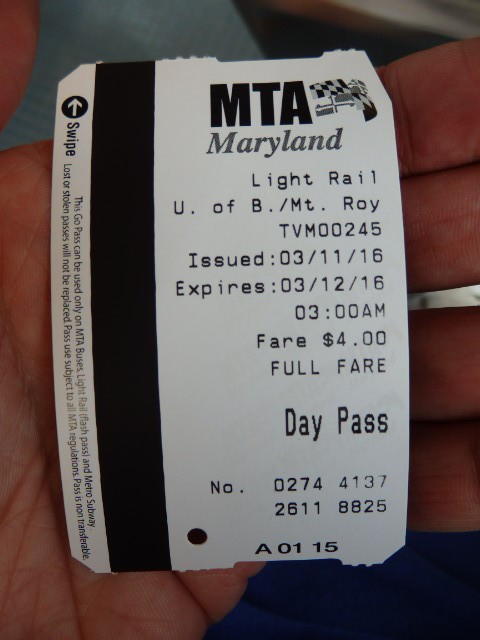 MTA
Maryland
Light Rail
U. of B./Mt. Roy
TVM00245
Issued:03/11/16
Expires:03/12/16
03:00AM
Fare $4.00
FULL FARE
Day Pass
No. 0274 4137
2611 8825
A 01 15
Swipe
This Go Pass can be used only on MTA Buses, Light Rail (flash pass) and Metro Subway
Lost or stolen passes will not be replaced. Pass use subject to all MTA regulations. Pass is non transferable.